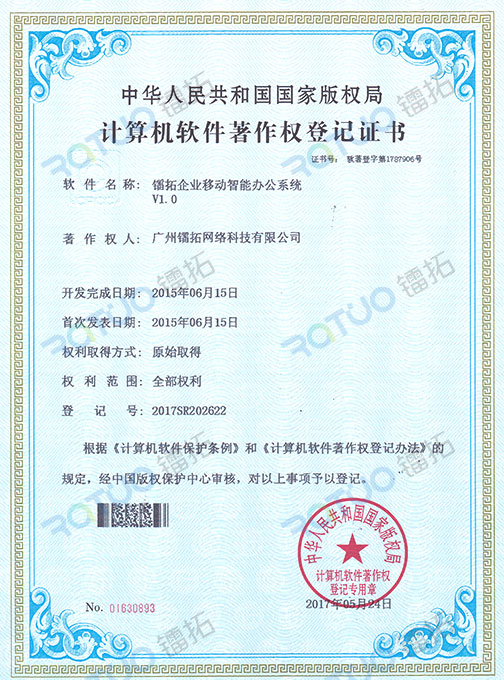 中华人民共和国国家版权局
计算机软件著作权登记证书
证书号： 软著登字第1787906号
软件名称： 镭拓企业移动智能办公系统
V1.0
著作权人： 广州镭拓网络科技有限公司
开发完成日期： 2015年06月15日
首次发表日期： 2015年06月15日
权利取得方式： 原始取得
权利范围： 全部权利
登记号： 2017SR202622
根据《计算机软件保护条例》和《计算机软件著作权登记办法》的
规定，经中国版权保护中心审核，对以上事项予以登记。
中华人民共和国国家版权局
计算机软件著作权
登记专用章
2017年05月24日
No. 01630893
RATUO 镭拓
RATUO 镭拓
RATUO 镭拓
RATUO 镭拓
RATUO 镭拓
RATUO 镭拓